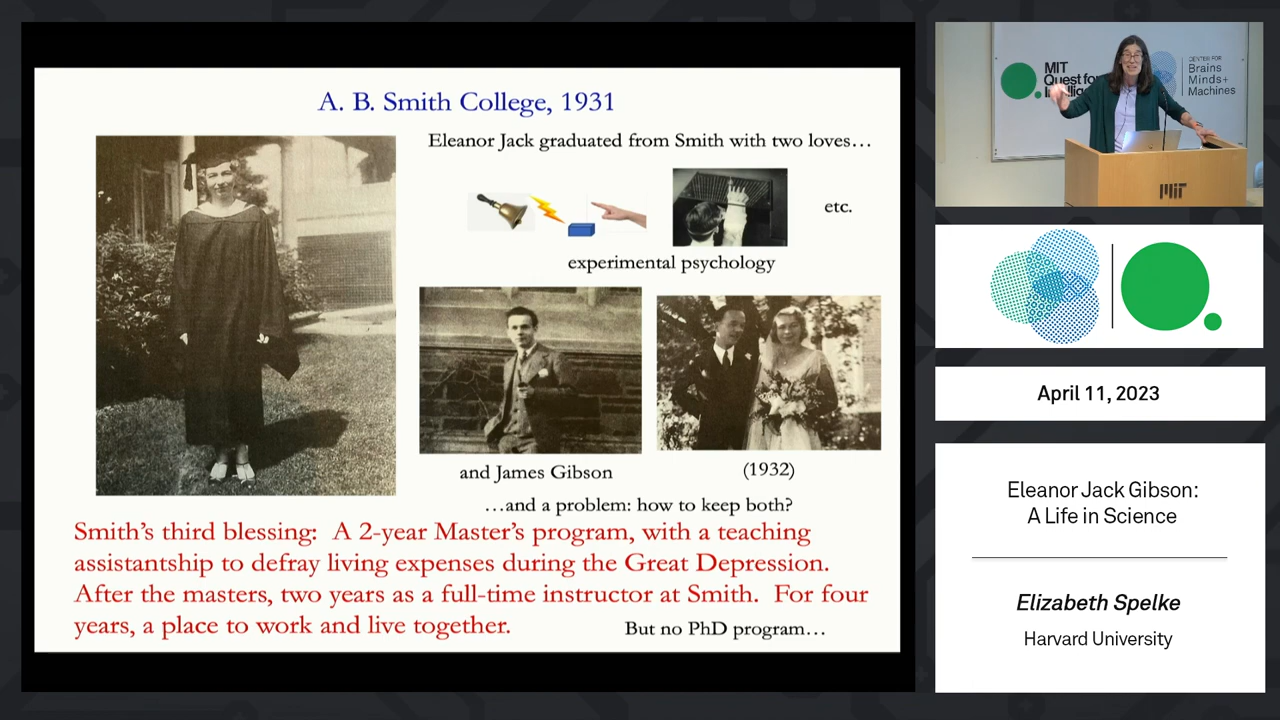 A. B. Smith College, 1931
Eleanor Jack graduated from Smith with two loves…
etc.
experimental psychology
and James Gibson
(1932)
…and a problem: how to keep both?
Smith’s third blessing: A 2-year Master’s program, with a teaching
assistantship to defray living expenses during the Great Depression.
After the masters, two years as a full-time instructor at Smith. For four
years, a place to work and live together.
But no PhD program…
MIT
Quest for
CENTER FOR
Brains
Minds+
Machines
MIT
April 11, 2023
Eleanor Jack Gibson:
A Life in Science
Elizabeth Spelke
Harvard University